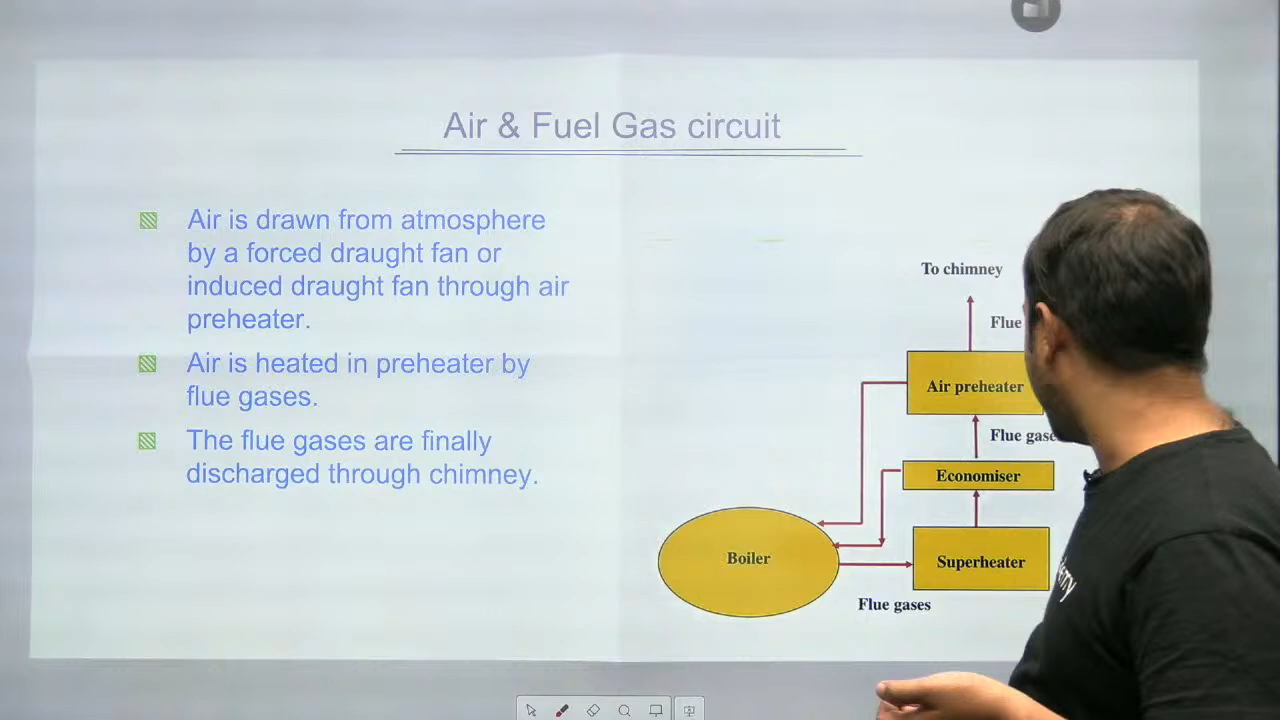 Air & Fuel Gas circuit
Air is drawn from atmosphere
by a forced draught fan or
induced draught fan through air
preheater.
Air is heated in preheater by
flue gases.
The flue gases are finally
discharged through chimney.
To chimney
Flue
Air preheater
Flue gase
Economiser
Boiler
Superheater
Flue gases